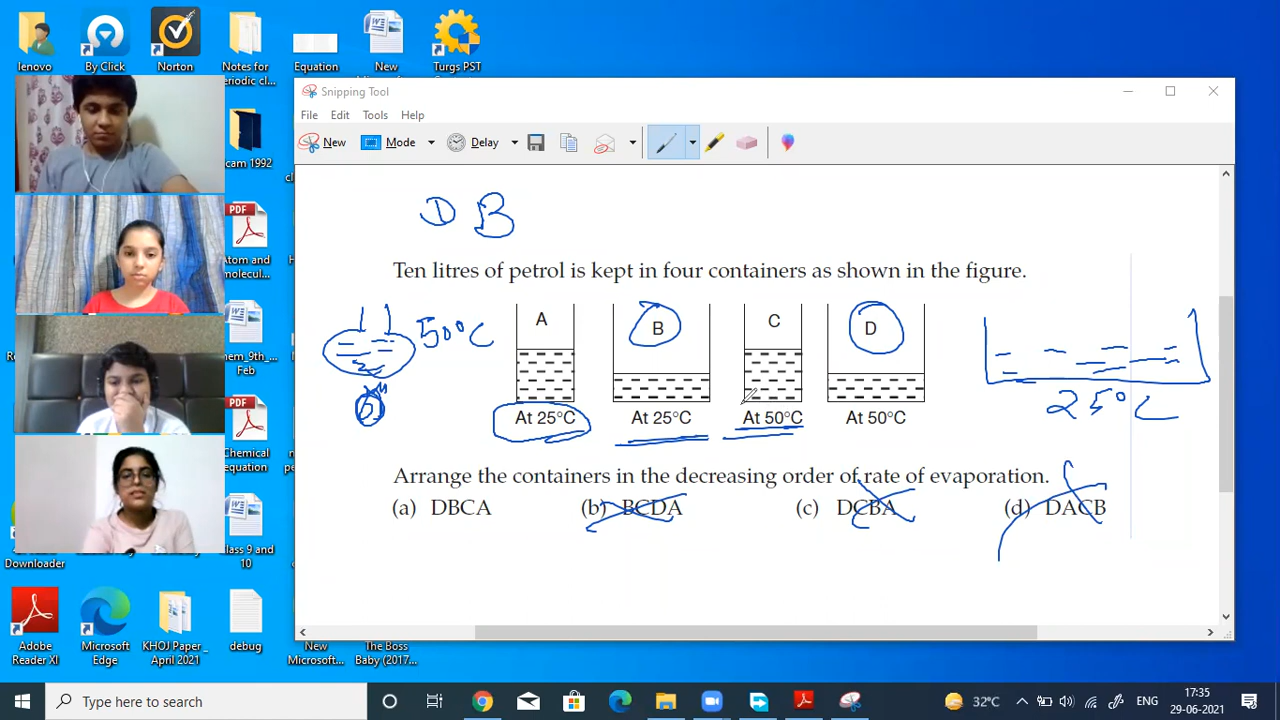 lenovo
By Click
Norton
Notes for
eriodic cl...
Equation
New
Turgs PST
Snipping Tool
File Edit Tools Help
New Mode Delay
cam 1992
D B
Ten litres of petrol is kept in four containers as shown in the figure.
50°C
A
B
C
D
At 25°C
At 25°C
At 50°C
At 50°C
25°C
Arrange the containers in the decreasing order of rate of evaporation.
(a) DBCA (b) BCDA (c) DCBA (d) DACB
PDF
Atom and
molecul...
hem_9th_...
Feb
PDF
Chemical
equation
lass 9 and
10
Downloader
Adobe
Reader XI
Microsoft
Edge
KHOJ Paper_
April 2021
debug
New
Microsoft...
The Boss
Baby (2017...
Type here to search
32°C
ENG
17:35
29-06-2021